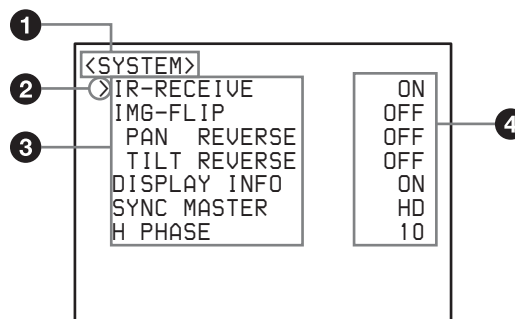 1
<SYSTEM>
2
>IR-RECEIVE ON
IMG-FLIP OFF
4
PAN REVERSE OFF
3
TILT REVERSE OFF
DISPLAY INFO ON
SYNC MASTER HD
H PHASE 10